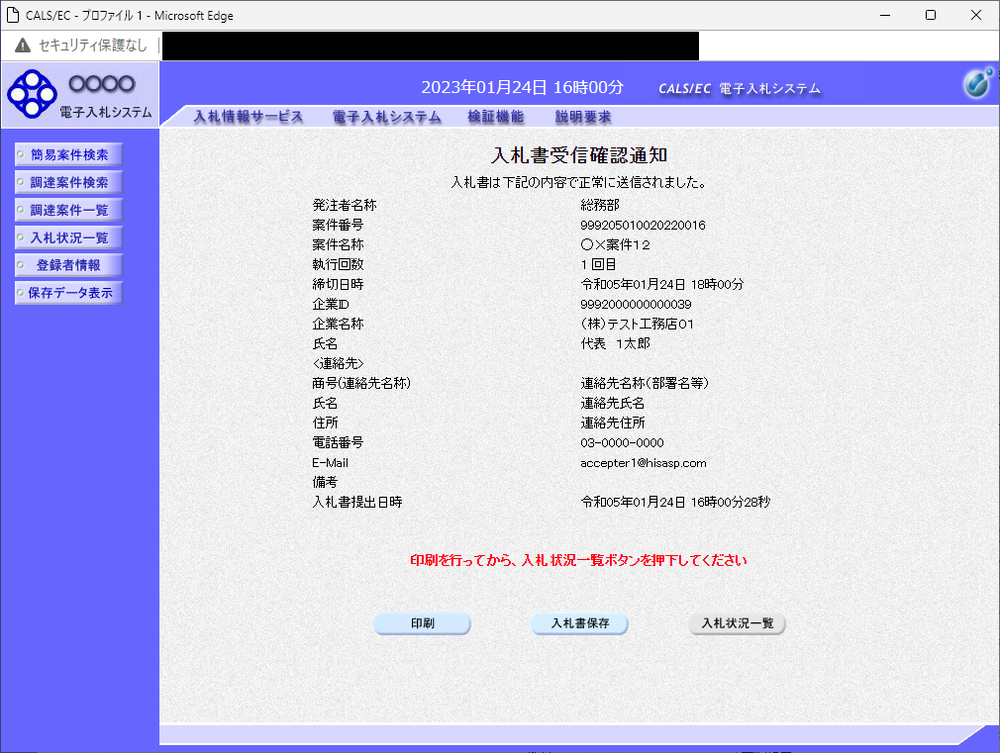 CALS/EC - プロファイル 1 - Microsoft Edge
セキュリティ保護なし
〇〇〇〇
電子入札システム
2023年01月24日 16時00分
CALS/EC 電子入札システム
入札情報サービス 電子入札システム 検証機能 説明要求
簡易案件検索
調達案件検索
調達案件一覧
入札状況一覧
登録者情報
保存データ表示
入札書受信確認通知
入札書は下記の内容で正常に送信されました。
発注者名称 総務部
案件番号 999205010020220016
案件名称 〇×案件12
執行回数 1 回目
締切日時 令和05年01月24日 18時00分
企業ID 9992000000000039
企業名称 (株)テスト工務店01
氏名 代表 1太郎
<連絡先>
商号(連絡先名称) 連絡先名称(部署名等)
氏名 連絡先氏名
住所 連絡先住所
電話番号 03-0000-0000
E-Mail accepter1@hisasp.com
備考
入札書提出日時 令和05年01月24日 16時00分28秒
印刷を行ってから、入札状況一覧ボタンを押下してください
印刷 入札書保存 入札状況一覧